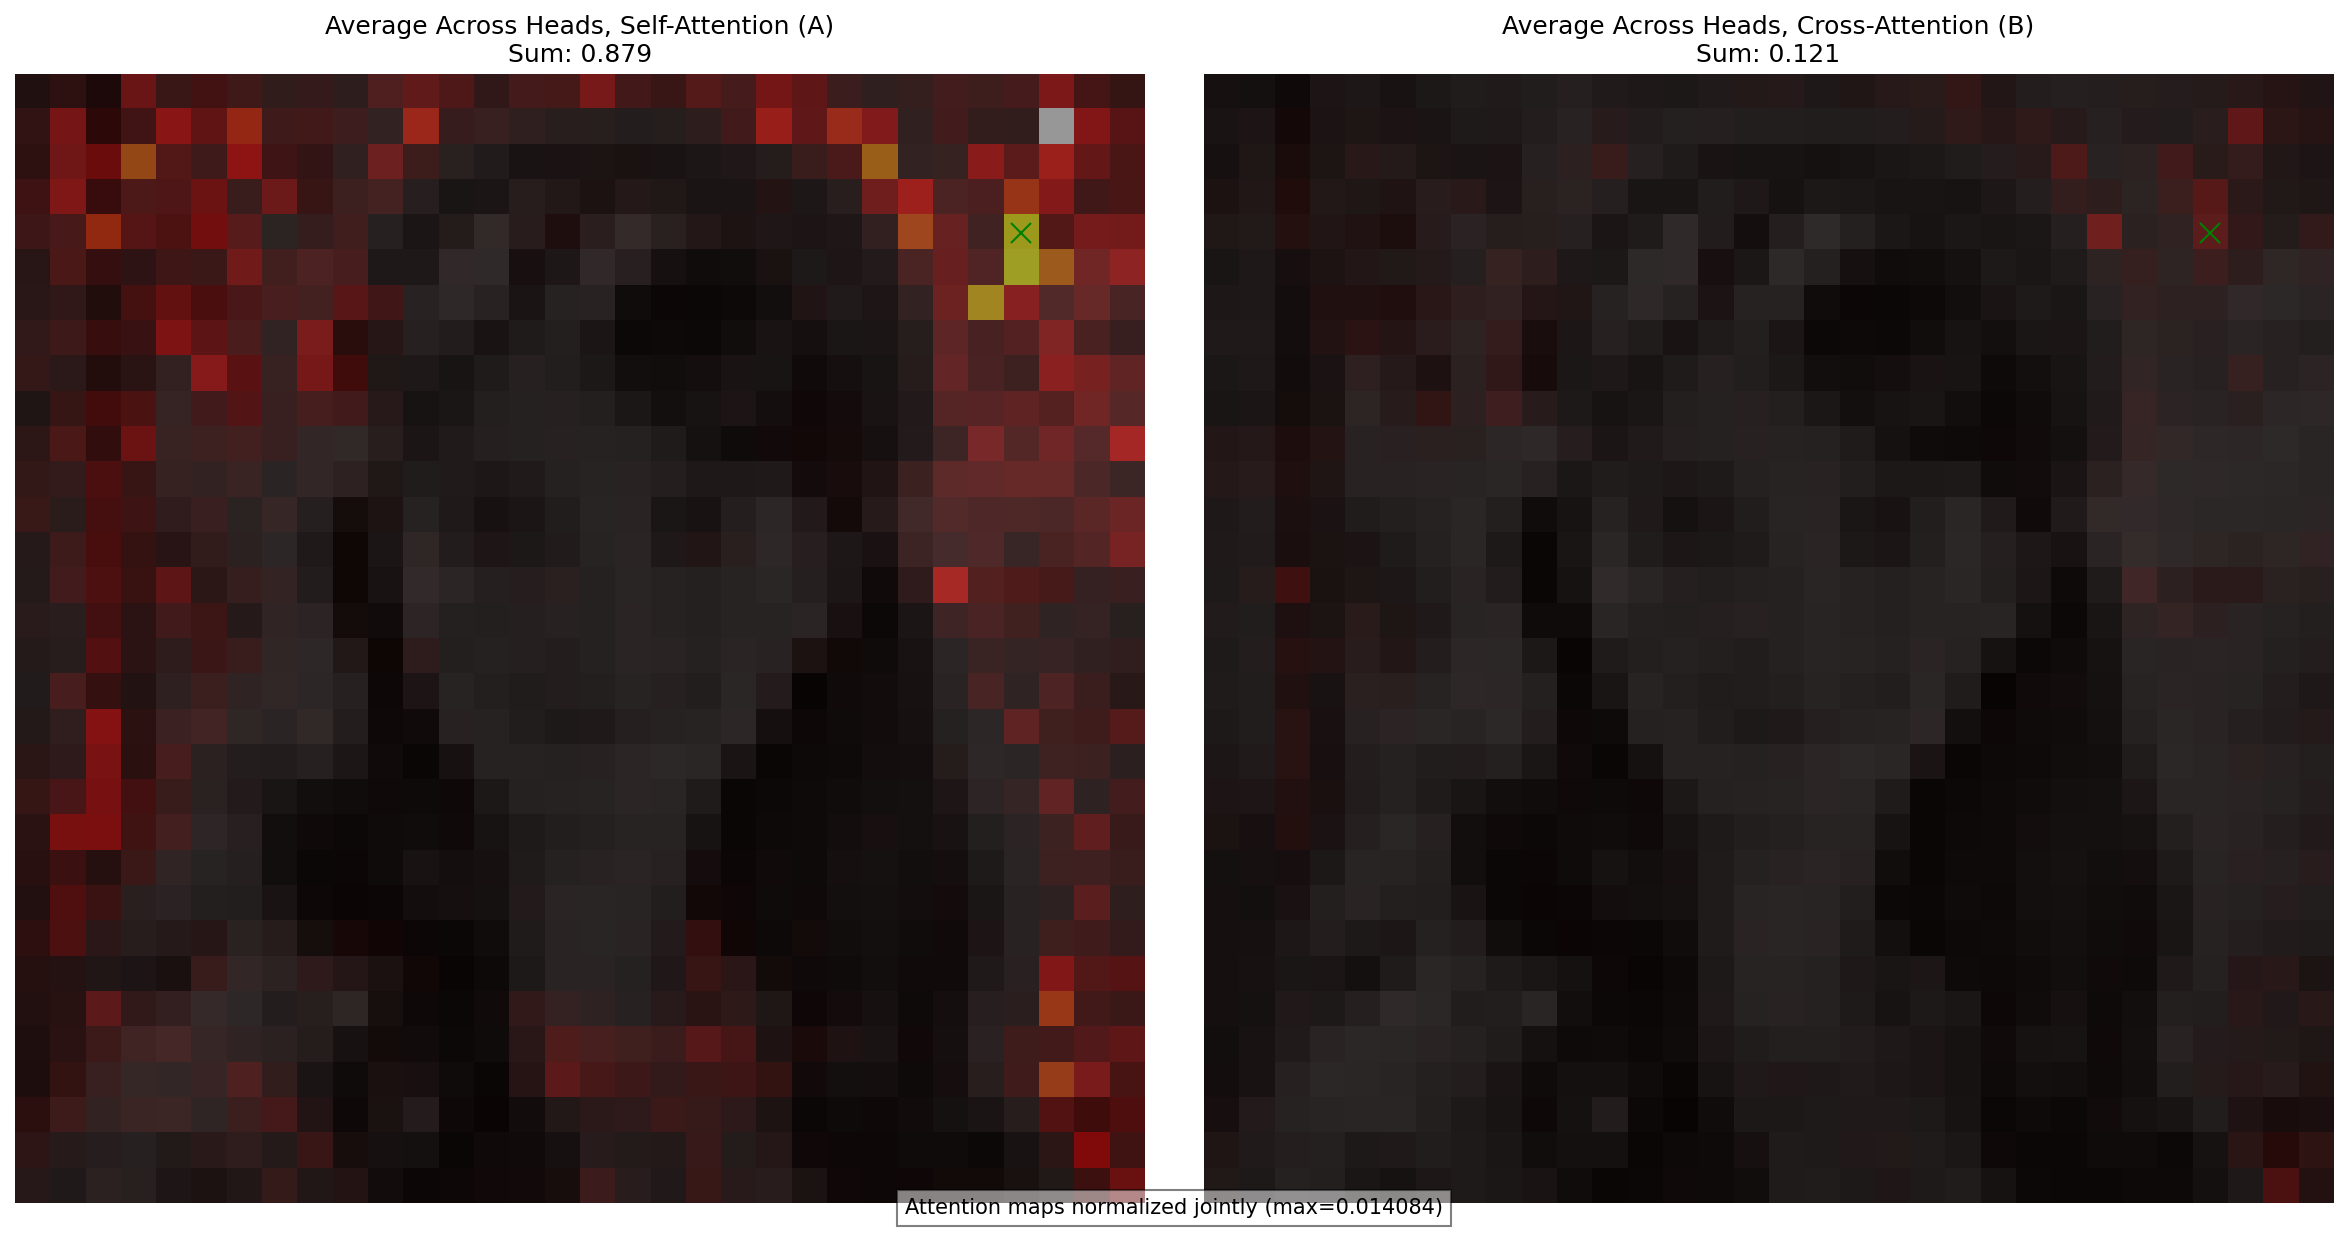 Average Across Heads, Self-Attention (A)
Sum: 0.879
Average Across Heads, Cross-Attention (B)
Sum: 0.121
Attention maps normalized jointly (max=0.014084)